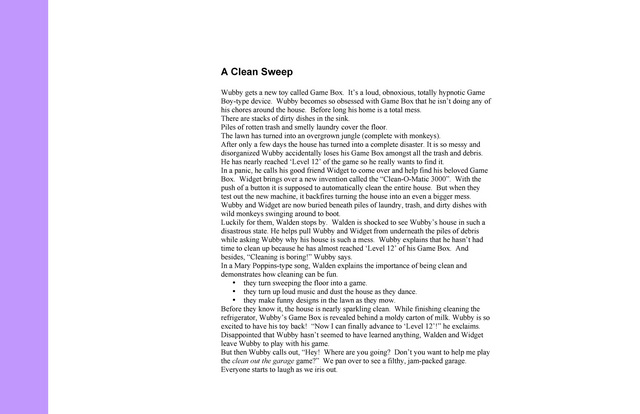 A Clean Sweep
Wubby gets a new toy called Game Box.  It's a loud, obnoxious, totally hypnotic Game
Boy-type device.  Wubby becomes so obsessed with Game Box that he isn't doing any of
his chores around the house.  Before long his home is a total mess.
There are stacks of dirty dishes in the sink.
Piles of rotten trash and smelly laundry cover the floor.
The lawn has turned into an overgrown jungle (complete with monkeys).
After only a few days the house has turned into a complete disaster. It is so messy and
disorganized Wubby accidentally loses his Game Box amongst all the trash and debris.
He has nearly reached 'Level 12' of the game so he really wants to find it.
In a panic, he calls his good friend Widget to come over and help find his beloved Game
Box.  Widget brings over a new invention called the "Clean-O-Matic 3000".  With the
push of a button it is supposed to automatically clean the entire house.  But when they
test out the new machine, it backfires turning the house into an even a bigger mess.
Wubby and Widget are now buried beneath piles of laundry, trash, and dirty dishes with
wild monkeys swinging around to boot.
Luckily for them, Walden stops by.  Walden is shocked to see Wubby's house in such a
disastrous state. He helps pull Wubby and Widget from underneath the piles of debris
while asking Wubby why his house is such a mess.  Wubby explains that he hasn't had
time to clean up because he has almost reached 'Level 12' of his Game Box.  And
besides, "Cleaning is boring!" Wubby says.
In a Mary Poppins-type song, Walden explains the importance of being clean and
demonstrates how cleaning can be fun.
• they turn sweeping the floor into a game.
• they turn up loud music and dust the house as they dance.
• they make funny designs in the lawn as they mow.
Before they know it, the house is nearly sparkling clean.  While finishing cleaning the
refrigerator, Wubby's Game Box is revealed behind a moldy carton of milk. Wubby is so
excited to have his toy back!  "Now I can finally advance to 'Level 12'!" he exclaims.
Disappointed that Wubby hasn't seemed to have learned anything, Walden and Widget
leave Wubby to play with his game.
But then Wubby calls out, "Hey!  Where are you going?  Don't you want to help me play
the clean out the garage game?"  We pan over to see a filthy, jam-packed garage.
Everyone starts to laugh as we iris out.